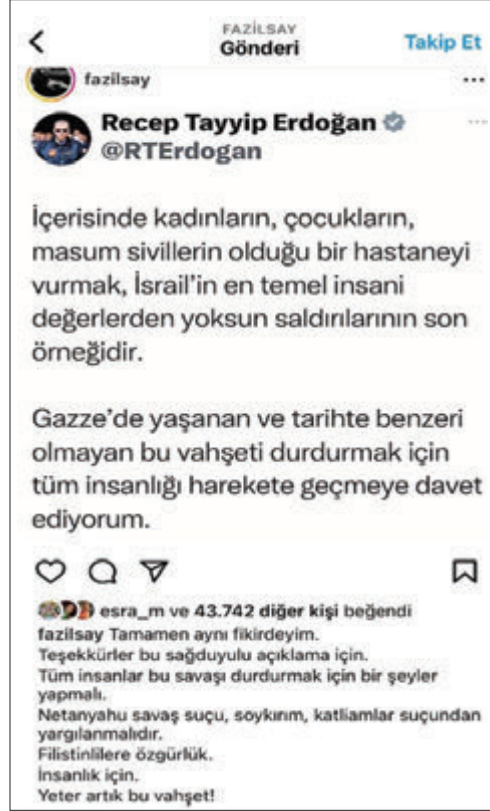 FAZİLSAY
Gönderi
Takip Et
fazilsay
Recep Tayyip Erdoğan
@RTErdogan
İçerisinde kadınların, çocukların,
masum sivillerin olduğu bir hastaneyi
vurmak, İsrail'in en temel insani
değerlerden yoksun saldırılarının son
örneğidir.
Gazze'de yaşanan ve tarihte benzeri
olmayan bu vahşeti durdurmak için
tüm insanlığı harekete geçmeye davet
ediyorum.
esra_m ve 43.742 diğer kişi beğendi
fazilsay Tamamen aynı fikirdeyim.
Teşekkürler bu sağduyulu açıklama için.
Tüm insanlar bu savaşı durdurmak için bir şeyler
yapmalı.
Netanyahu savaş suçu, soykırım, katliamlar suçundan
yargılanmalıdır.
Filistinlilere özgürlük.
İnsanlık için.
Yeter artık bu vahşet!